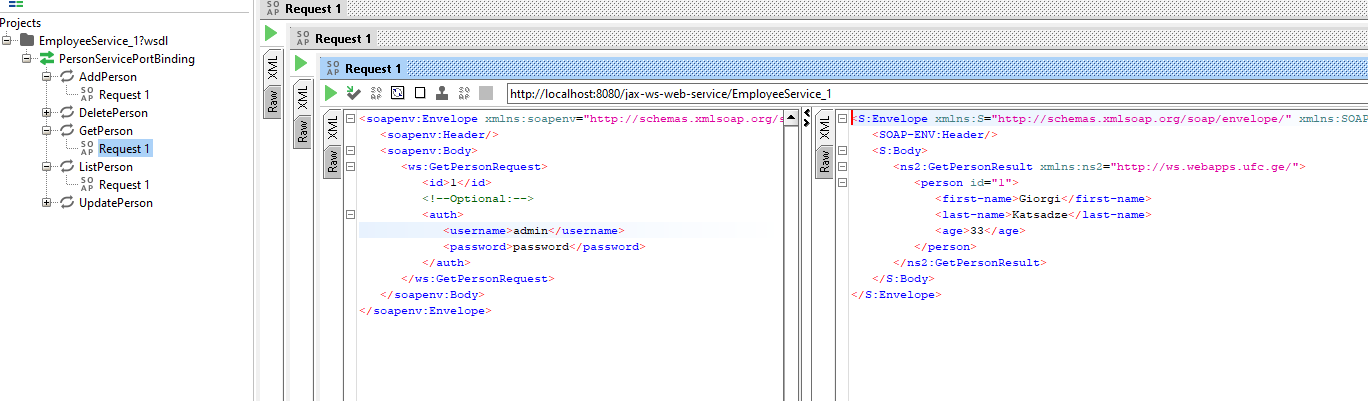 Projects
EmployeeService_1?wsdl
PersonServicePortBinding
AddPerson
SO AP Request 1
DeletePerson
GetPerson
SO AP Request 1
ListPerson
SO AP Request 1
UpdatePerson
SO AP Request 1
XML
Raw
SO AP Request 1
XML
Raw
SO AP Request 1
SO AP
SO AP
http://localhost:8080/jax-ws-web-service/EmployeeService_1
XML
Raw
<soapenv:Envelope xmlns:soapenv="http://schemas.xmlsoap.org/s
<soapenv:Header/>
<soapenv:Body>
<ws:GetPersonRequest>
<id>1</id>
<!--Optional:-->
<auth>
<username>admin</username>
<password>password</password>
</auth>
</ws:GetPersonRequest>
</soapenv:Body>
</soapenv:Envelope>
XML
Raw
<S:Envelope xmlns:S="http://schemas.xmlsoap.org/soap/envelope/" xmlns:SOAP
<SOAP-ENV:Header/>
<S:Body>
<ns2:GetPersonResult xmlns:ns2="http://ws.webapps.ufc.ge/">
<person id="1">
<first-name>Giorgi</first-name>
<last-name>Katsadze</last-name>
<age>33</age>
</person>
</ns2:GetPersonResult>
</S:Body>
</S:Envelope>